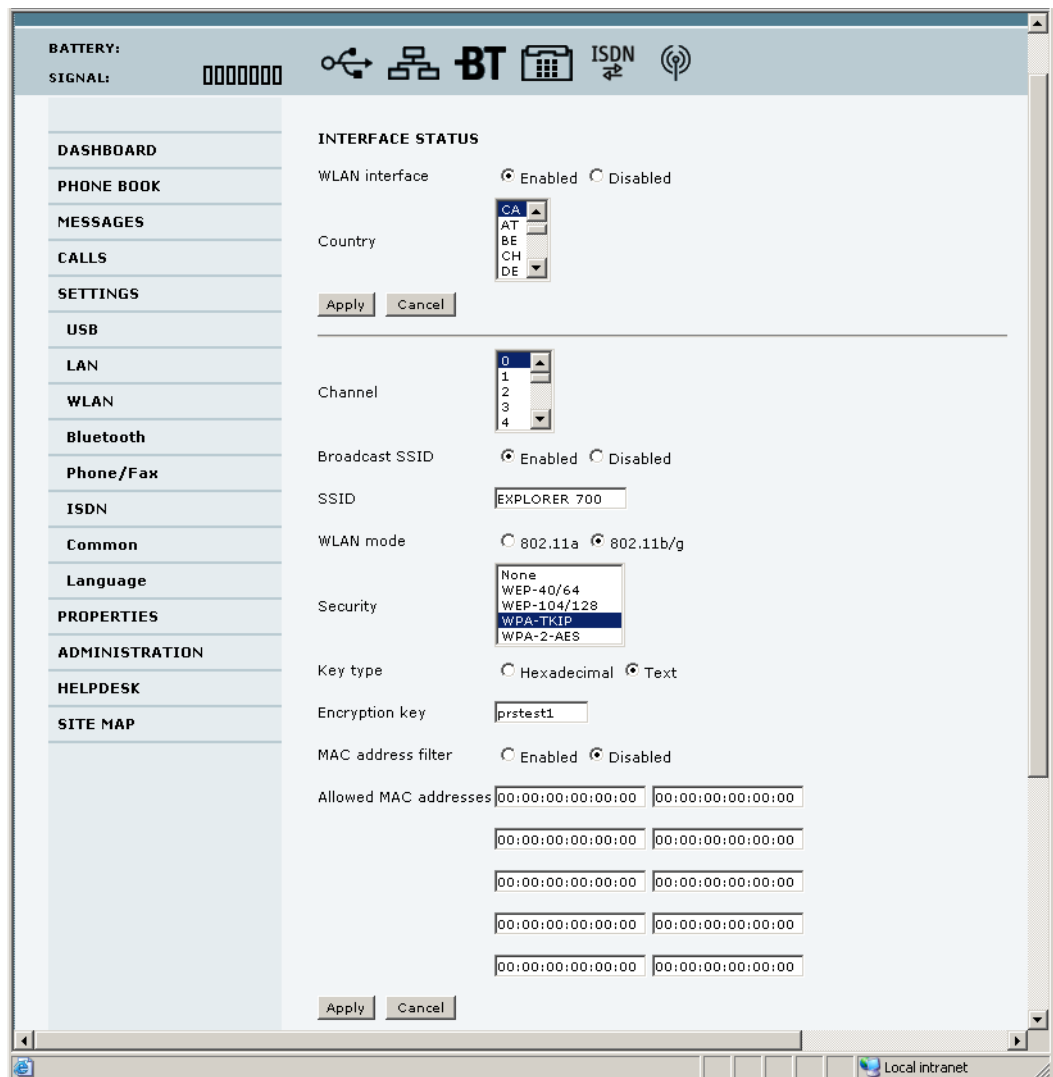 BATTERY:
SIGNAL:
BT
ISDN
DASHBOARD
PHONE BOOK
MESSAGES
CALLS
SETTINGS
USB
LAN
WLAN
Bluetooth
Phone/Fax
ISDN
Common
Language
PROPERTIES
ADMINISTRATION
HELPDESK
SITE MAP
INTERFACE STATUS
WLAN interface Enabled Disabled
Country
CA
AT
BE
CH
DE
Apply Cancel
Channel
0
1
2
3
4
Broadcast SSID Enabled Disabled
SSID EXPLORER 700
WLAN mode 802.11a 802.11b/g
Security
None
WEP-40/64
WEP-104/128
WPA-TKIP
WPA-2-AES
Key type Hexadecimal Text
Encryption key prstest1
MAC address filter Enabled Disabled
Allowed MAC addresses 00:00:00:00:00:00 00:00:00:00:00:00
00:00:00:00:00:00 00:00:00:00:00:00
00:00:00:00:00:00 00:00:00:00:00:00
00:00:00:00:00:00 00:00:00:00:00:00
00:00:00:00:00:00 00:00:00:00:00:00
Apply Cancel
Local intranet